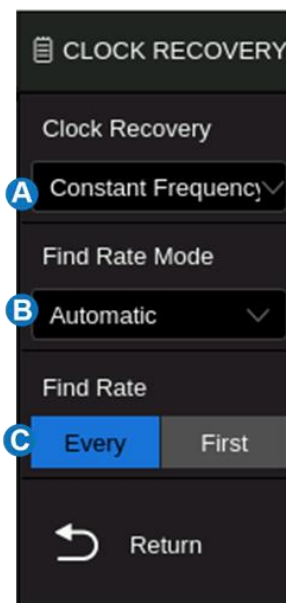 CLOCK RECOVERY
Clock Recovery
A Constant Frequency
Find Rate Mode
B Automatic
Find Rate
C Every First
Return